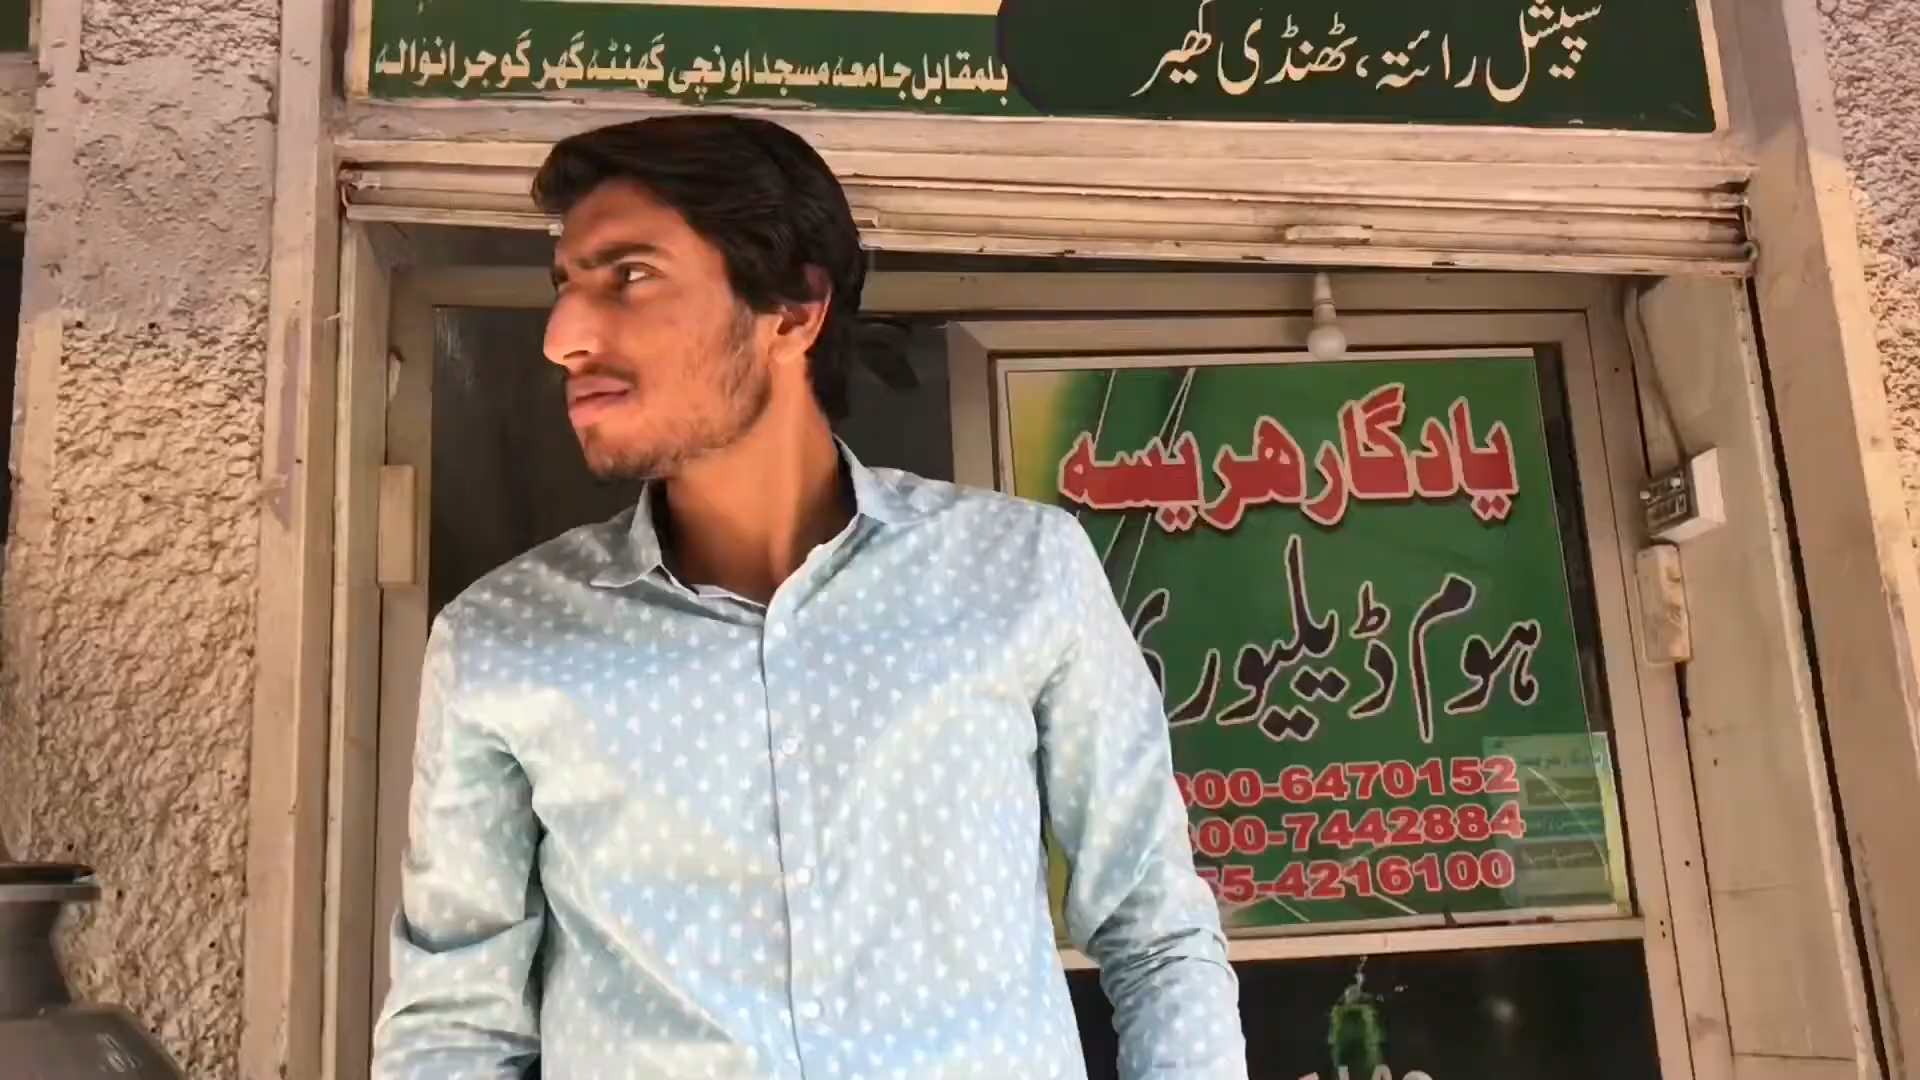 بلمقابل جامعہ مسجد اونچی گھنٹہ گھر گوجرانوالہ
سپیشل رائتہ، ٹھنڈی کھیر
یادگار ھریسہ
ہوم ڈیلیوری
300-6470152
300-7442884
55-4216100